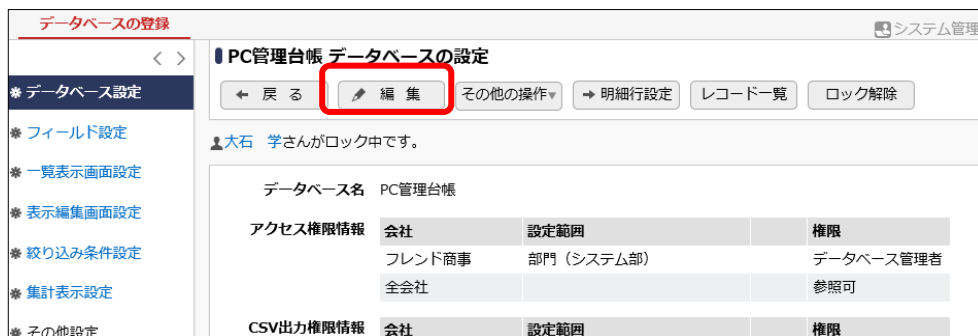 データベースの登録
システム管理
< >
PC管理台帳 データベースの設定
データベース設定
← 戻 る
編 集
その他の操作▾
→ 明細行設定
レコード一覧
ロック解除
フィールド設定
大石 学さんがロック中です。
一覧表示画面設定
データベース名 PC管理台帳
表示編集画面設定
アクセス権限情報 会社 設定範囲 権限
絞り込み条件設定
フレンド商事 部門（システム部） データベース管理者
全会社 参照可
集計表示設定
その他設定
CSV出力権限情報 会社 設定範囲 権限